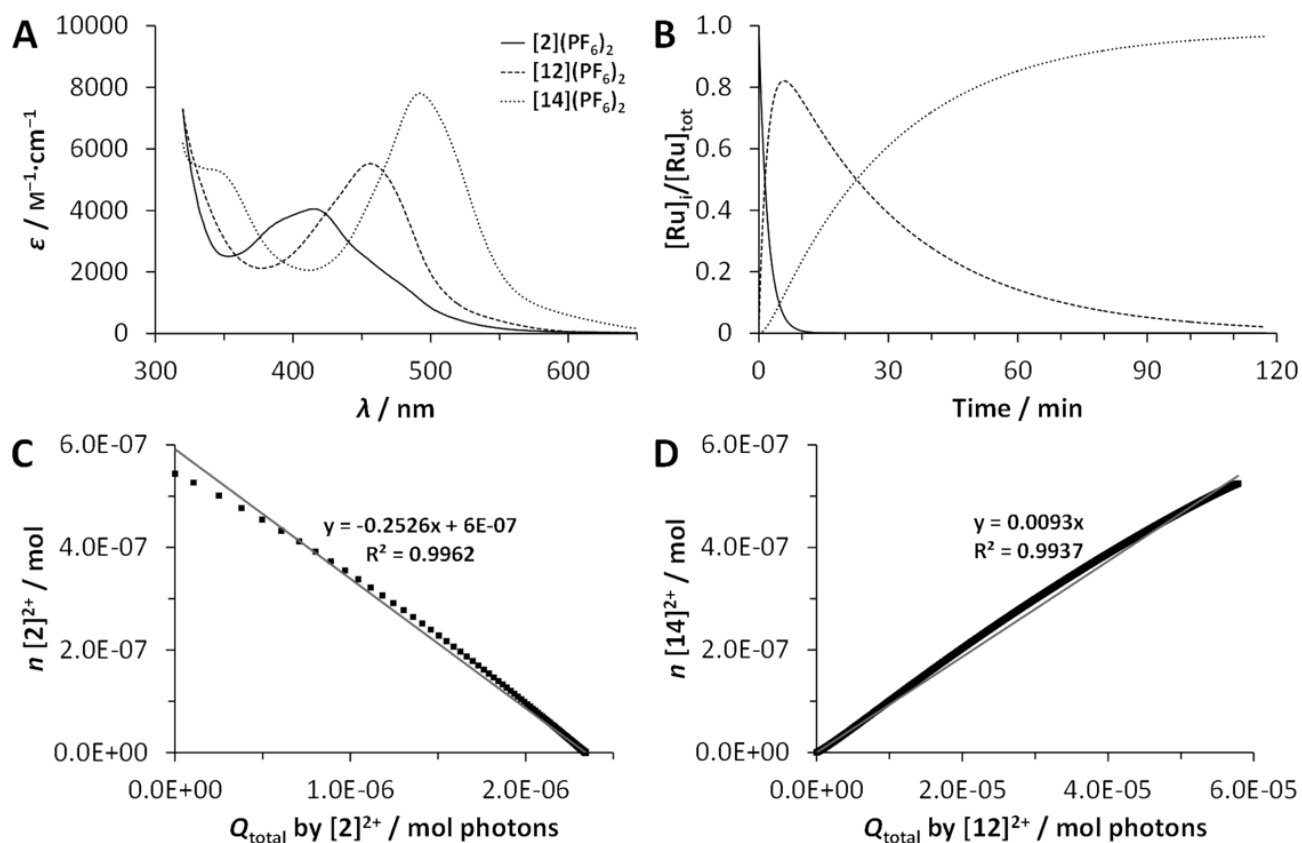 A
10000
8000
6000
4000
2000
0
ε / M⁻¹·cm⁻¹
[2](PF₆)₂
[12](PF₆)₂
[14](PF₆)₂
300 400 500 600
λ / nm
B
1.0
0.8
0.6
0.4
0.2
0.0
[Ru]ᵢ/[Ru]ₜₒₜ
0 30 60 90 120
Time / min
C
6.0E-07
4.0E-07
2.0E-07
0.0E+00
n [2]²⁺ / mol
y = -0.2526x + 6E-07
R² = 0.9962
0.0E+00 1.0E-06 2.0E-06
Q_total by [2]²⁺ / mol photons
D
6.0E-07
4.0E-07
2.0E-07
0.0E+00
n [14]²⁺ / mol
y = 0.0093x
R² = 0.9937
0.0E+00 2.0E-05 4.0E-05 6.0E-05
Q_total by [12]²⁺ / mol photons